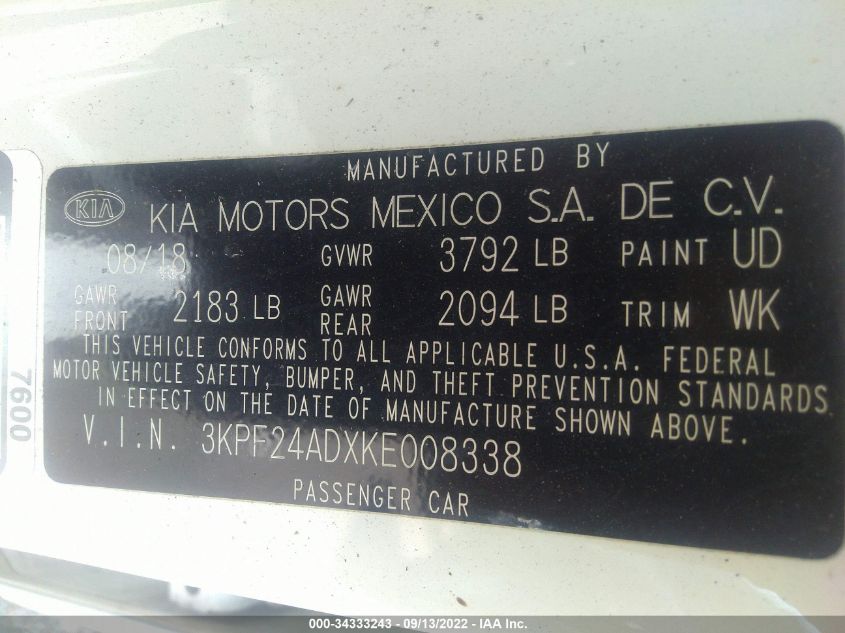 MANUFACTURED BY
KIA KIA MOTORS MEXICO S.A. DE C.V.
08/18 GVWR 3792 LB PAINT UD
GAWR FRONT 2183 LB GAWR REAR 2094 LB TRIM WK
THIS VEHICLE CONFORMS TO ALL APPLICABLE U.S.A. FEDERAL
MOTOR VEHICLE SAFETY, BUMPER, AND THEFT PREVENTION STANDARDS
IN EFFECT ON THE DATE OF MANUFACTURE SHOWN ABOVE.
V.I.N. 3KPF24ADXKE008338
PASSENGER CAR
7600
000-34333243 - 09/13/2022 - IAA Inc.